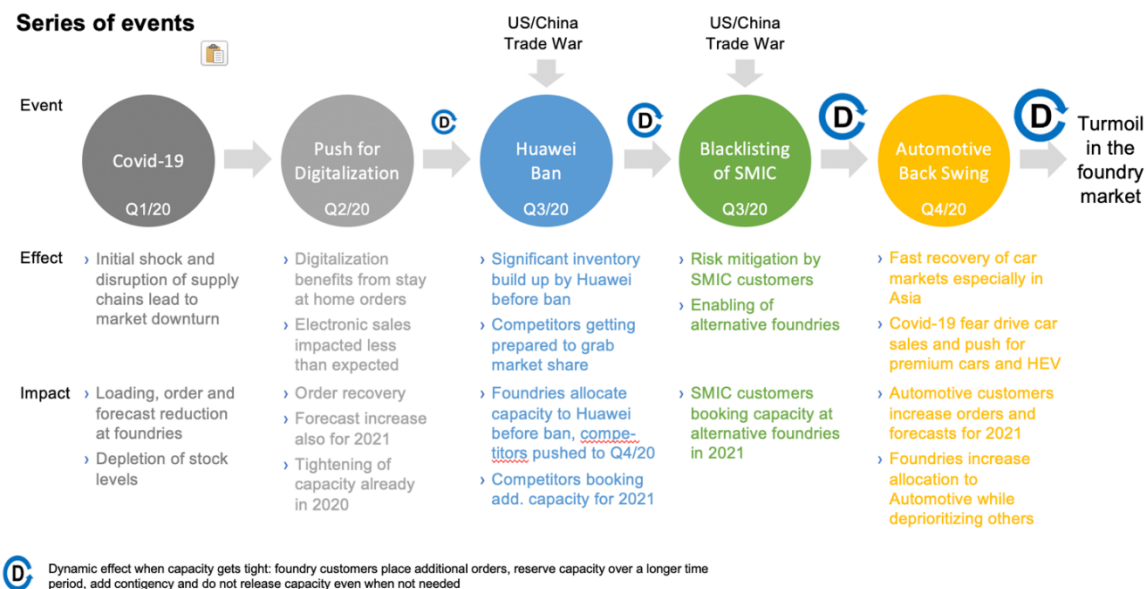 Series of events
US/China
Trade War
US/China
Trade War
Event
Covid-19
Q1/20
Push for
Digitalization
Q2/20
D
Huawei
Ban
Q3/20
D
Blacklisting
of SMIC
Q3/20
D
Automotive
Back Swing
Q4/20
D
Turmoil
in the
foundry
market
Effect
› Initial shock and
disruption of supply
chains lead to
market downturn
› Digitalization
benefits from stay
at home orders
› Electronic sales
impacted less
than expected
› Significant inventory
build up by Huawei
before ban
› Competitors getting
prepared to grab
market share
› Risk mitigation by
SMIC customers
› Enabling of
alternative foundries
› Fast recovery of car
markets especially in
Asia
› Covid-19 fear drive car
sales and push for
premium cars and HEV
Impact
› Loading, order and
forecast reduction
at foundries
› Depletion of stock
levels
› Order recovery
› Forecast increase
also for 2021
› Tightening of
capacity already
in 2020
› Foundries allocate
capacity to Huawei
before ban, compe-
titors pushed to Q4/20
› Competitors booking
add. capacity for 2021
› SMIC customers
booking capacity at
alternative foundries
in 2021
› Automotive customers
increase orders and
forecasts for 2021
› Foundries increase
allocation to
Automotive while
deprioritizing others
D
Dynamic effect when capacity gets tight: foundry customers place additional orders, reserve capacity over a longer time
period, add contigency and do not release capacity even when not needed